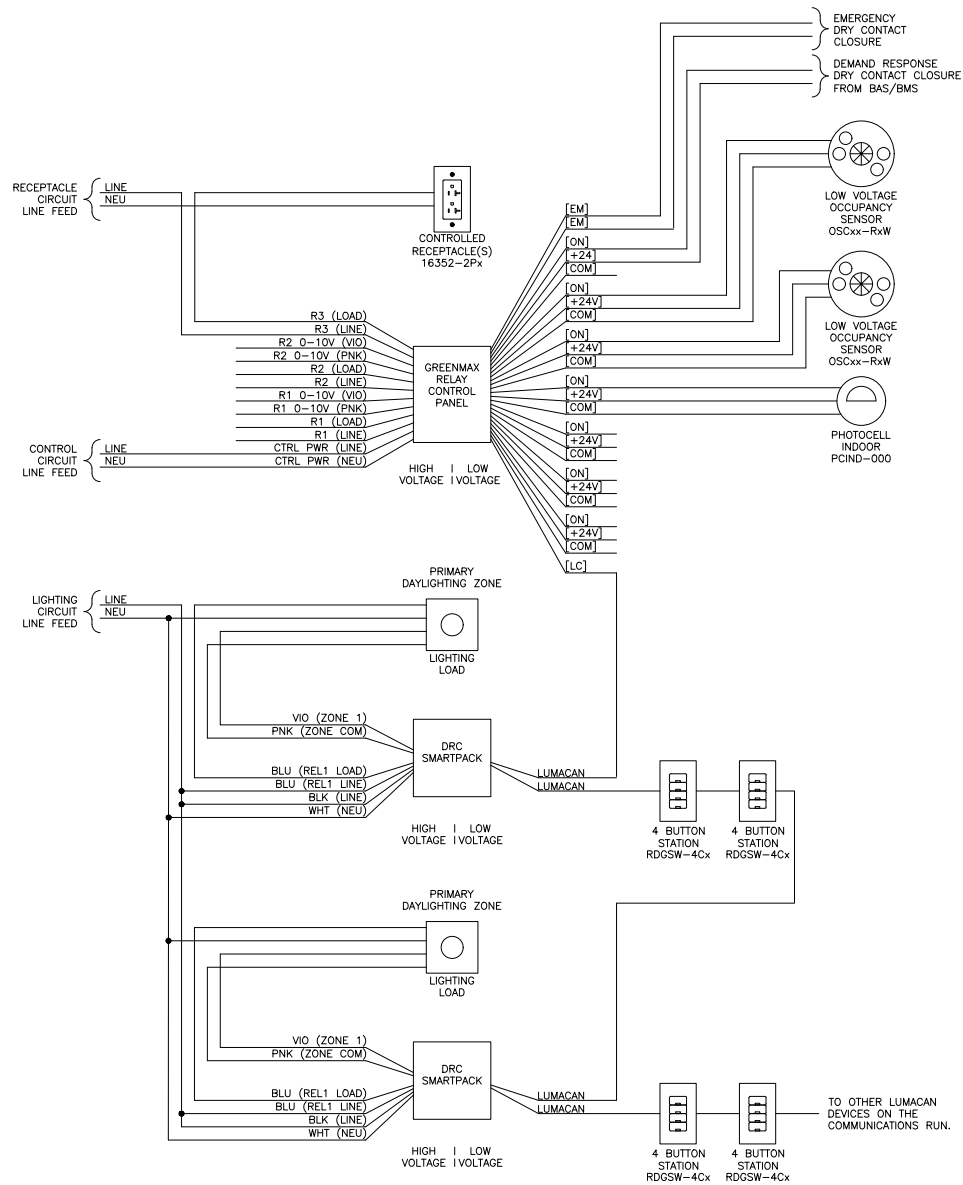 EMERGENCY
DRY CONTACT
CLOSURE
DEMAND RESPONSE
DRY CONTACT CLOSURE
FROM BAS/BMS
LOW VOLTAGE
OCCUPANCY
SENSOR
OSCxx-RxW
RECEPTACLE
CIRCUIT
LINE FEED
LINE
NEU
CONTROLLED
RECEPTACLE(S)
16352-2Px
[EM]
[EM]
[ON]
[+24]
[COM]
[ON]
[+24V]
[COM]
[ON]
[+24V]
[COM]
[ON]
[+24V]
[COM]
[ON]
[+24V]
[COM]
[ON]
[+24V]
[COM]
[ON]
[+24V]
[COM]
[LC]
LOW VOLTAGE
OCCUPANCY
SENSOR
OSCxx-RxW
PHOTOCELL
INDOOR
PCIND-000
R3 (LOAD)
R3 (LINE)
R2 0-10V (VIO)
R2 0-10V (PNK)
R2 (LOAD)
R2 (LINE)
R1 0-10V (VIO)
R1 0-10V (PNK)
R1 (LOAD)
R1 (LINE)
CTRL PWR (LINE)
CTRL PWR (NEU)
GREENMAX
RELAY
CONTROL
PANEL
CONTROL
CIRCUIT
LINE FEED
LINE
NEU
HIGH | LOW
VOLTAGE | VOLTAGE
PRIMARY
DAYLIGHTING ZONE
LIGHTING
CIRCUIT
LINE FEED
LINE
NEU
LIGHTING
LOAD
VIO (ZONE 1)
PNK (ZONE COM)
BLU (REL1 LOAD)
BLU (REL1 LINE)
BLK (LINE)
WHT (NEU)
DRC
SMARTPACK
LUMACAN
LUMACAN
HIGH | LOW
VOLTAGE | VOLTAGE
4 BUTTON
STATION
RDGSW-4Cx
4 BUTTON
STATION
RDGSW-4Cx
PRIMARY
DAYLIGHTING ZONE
LIGHTING
LOAD
VIO (ZONE 1)
PNK (ZONE COM)
BLU (REL1 LOAD)
BLU (REL1 LINE)
BLK (LINE)
WHT (NEU)
DRC
SMARTPACK
LUMACAN
LUMACAN
HIGH | LOW
VOLTAGE | VOLTAGE
4 BUTTON
STATION
RDGSW-4Cx
4 BUTTON
STATION
RDGSW-4Cx
TO OTHER LUMACAN
DEVICES ON THE
COMMUNICATIONS RUN.